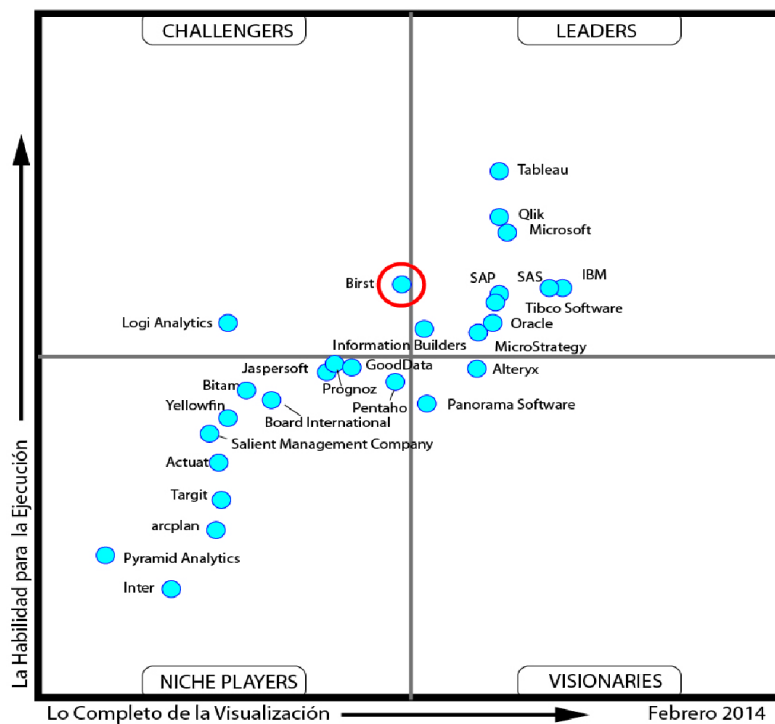 CHALLENGERS
LEADERS
Tableau
Qlik
Microsoft
Birst
SAP
SAS
IBM
Tibco Software
Logi Analytics
Oracle
Information Builders
MicroStrategy
Jaspersoft
GoodData
Alteryx
Bitam
Prognoz
Pentaho
Yellowfin
Board International
Panorama Software
Salient Management Company
Actuat
Targit
arcplan
Pyramid Analytics
Inter
La Habilidad para la Ejecución
NICHE PLAYERS
VISIONARIES
Lo Completo de la Visualización
Febrero 2014